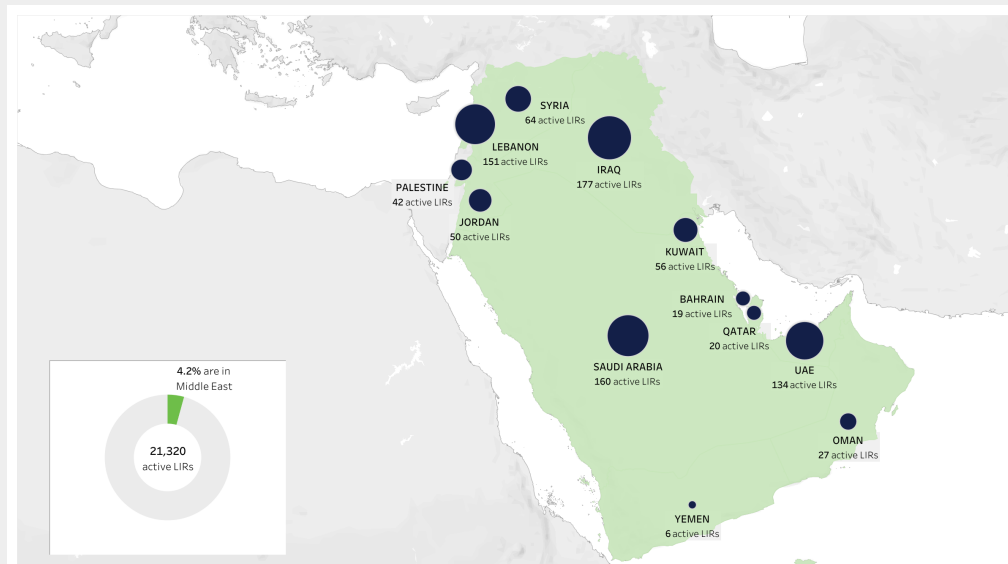 SYRIA
64 active LIRs
LEBANON
151 active LIRs
IRAQ
177 active LIRs
PALESTINE
42 active LIRs
JORDAN
50 active LIRs
KUWAIT
56 active LIRs
BAHRAIN
19 active LIRs
QATAR
20 active LIRs
SAUDI ARABIA
160 active LIRs
UAE
134 active LIRs
OMAN
27 active LIRs
YEMEN
6 active LIRs
4.2% are in
Middle East
21,320
active LIRs